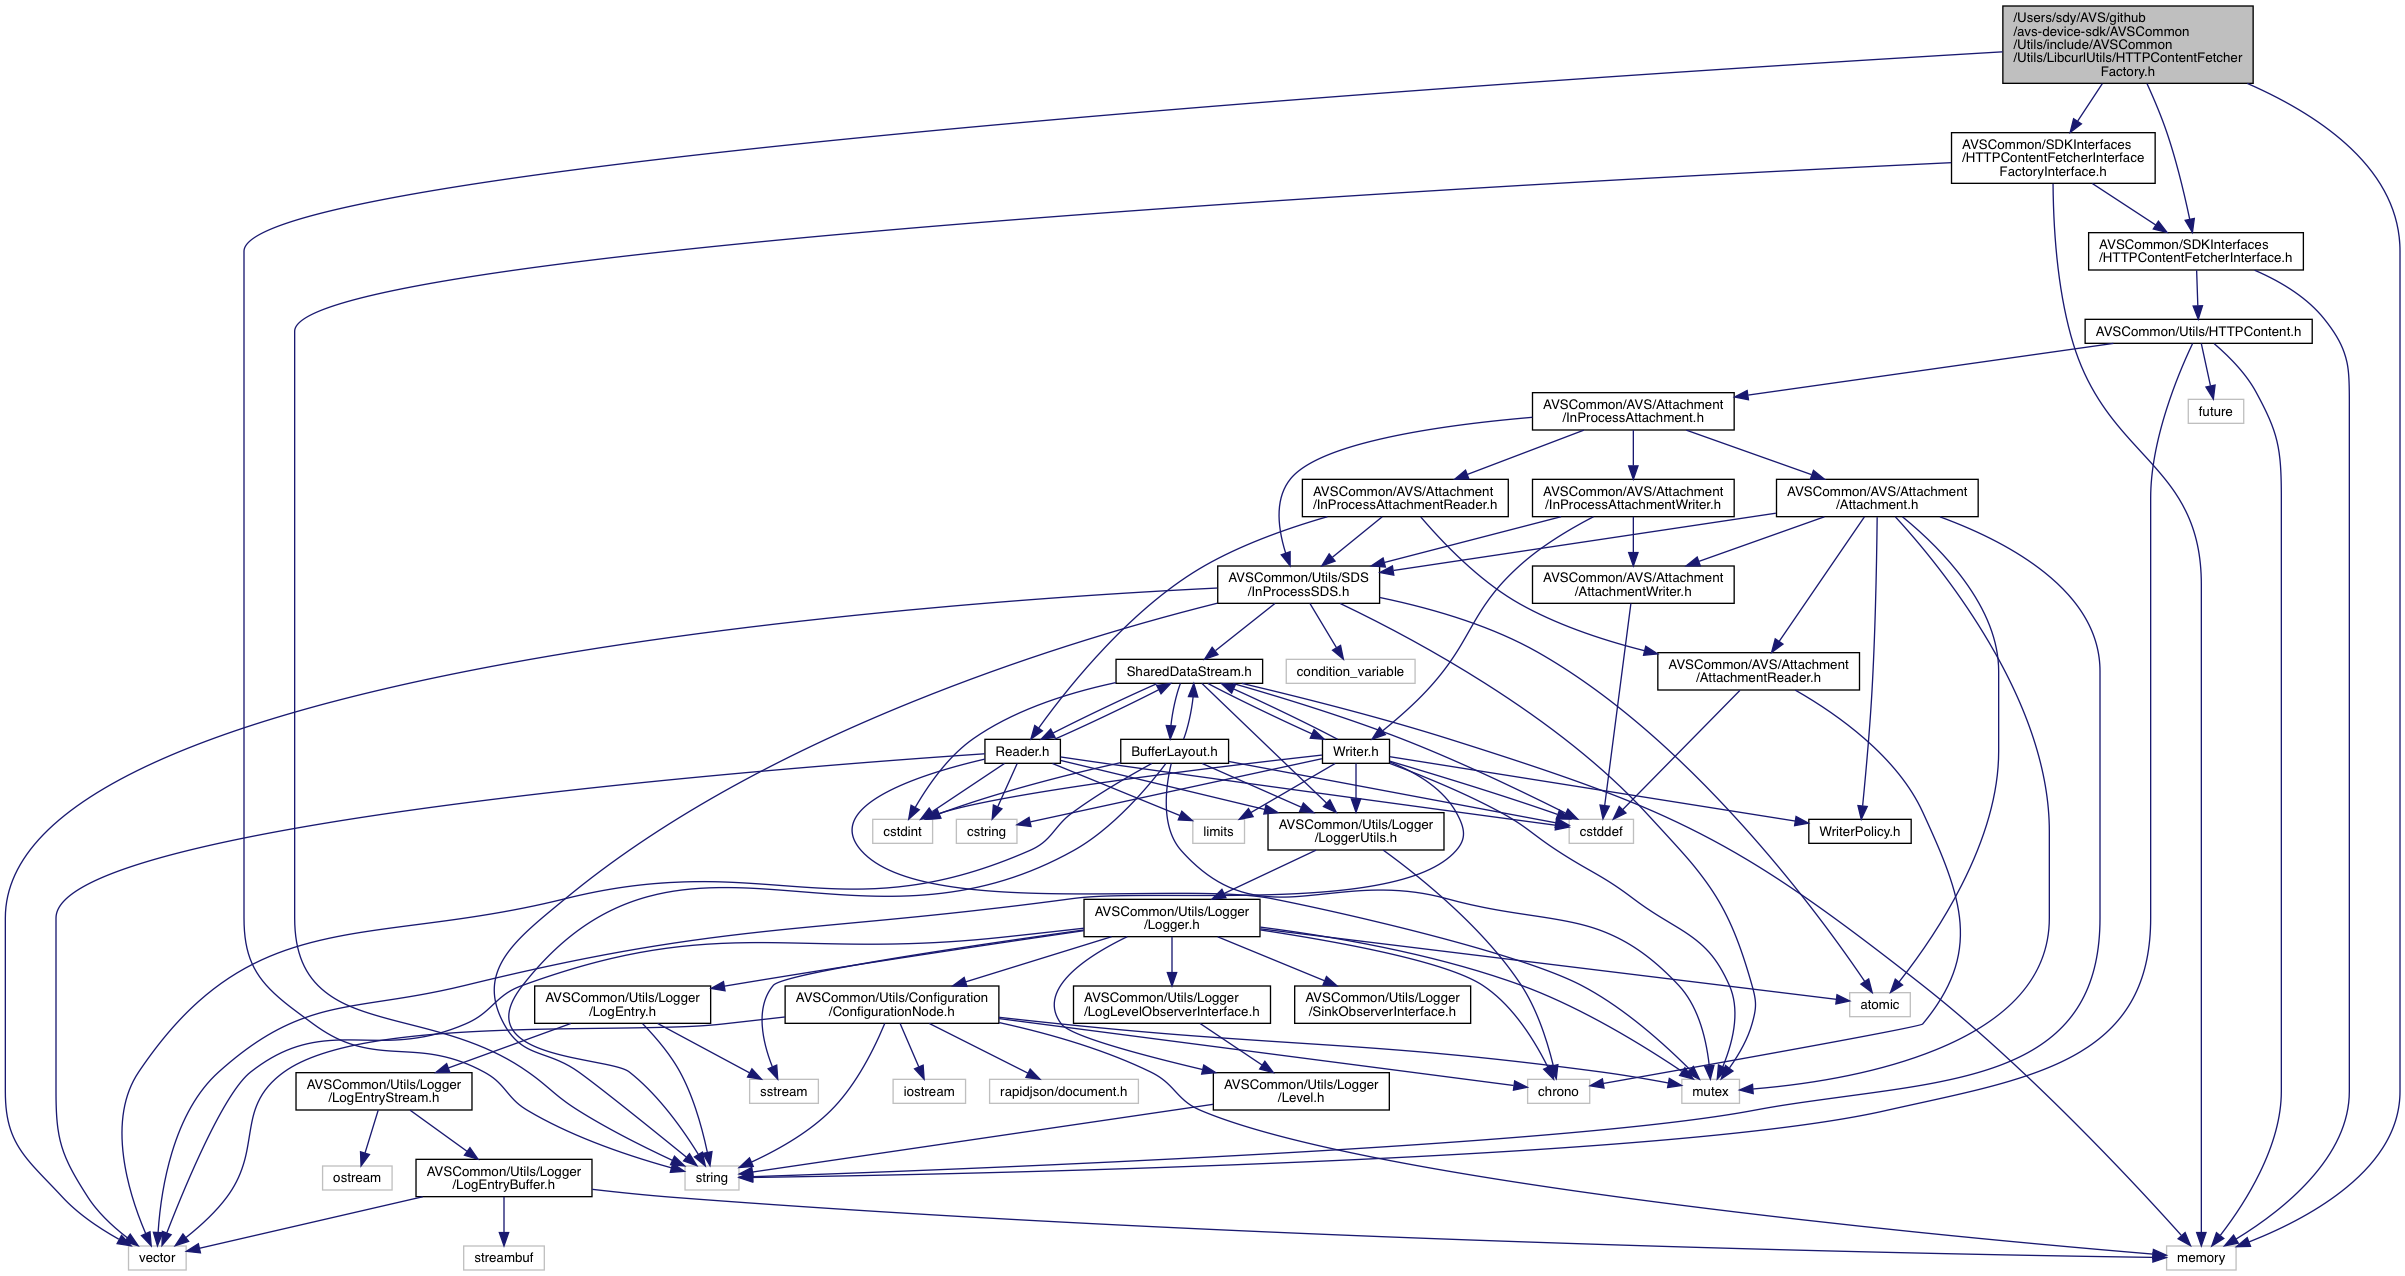 /Users/sdy/AVS/github
/avs-device-sdk/AVSCommon
/Utils/include/AVSCommon
/Utils/LibcurlUtils/HTTPContentFetcher
Factory.h
AVSCommon/SDKInterfaces
/HTTPContentFetcherInterface
FactoryInterface.h
AVSCommon/SDKInterfaces
/HTTPContentFetcherInterface.h
AVSCommon/Utils/HTTPContent.h
AVSCommon/AVS/Attachment
/InProcessAttachment.h
future
AVSCommon/AVS/Attachment
/InProcessAttachmentReader.h
AVSCommon/AVS/Attachment
/InProcessAttachmentWriter.h
AVSCommon/AVS/Attachment
/Attachment.h
AVSCommon/Utils/SDS
/InProcessSDS.h
AVSCommon/AVS/Attachment
/AttachmentWriter.h
SharedDataStream.h
condition_variable
AVSCommon/AVS/Attachment
/AttachmentReader.h
Reader.h
BufferLayout.h
Writer.h
cstdint
cstring
limits
AVSCommon/Utils/Logger
/LoggerUtils.h
cstddef
WriterPolicy.h
AVSCommon/Utils/Logger
/Logger.h
AVSCommon/Utils/Logger
/LogEntry.h
AVSCommon/Utils/Configuration
/ConfigurationNode.h
AVSCommon/Utils/Logger
/LogLevelObserverInterface.h
AVSCommon/Utils/Logger
/SinkObserverInterface.h
atomic
AVSCommon/Utils/Logger
/LogEntryStream.h
sstream
iostream
rapidjson/document.h
AVSCommon/Utils/Logger
/Level.h
chrono
mutex
ostream
AVSCommon/Utils/Logger
/LogEntryBuffer.h
string
vector
streambuf
memory